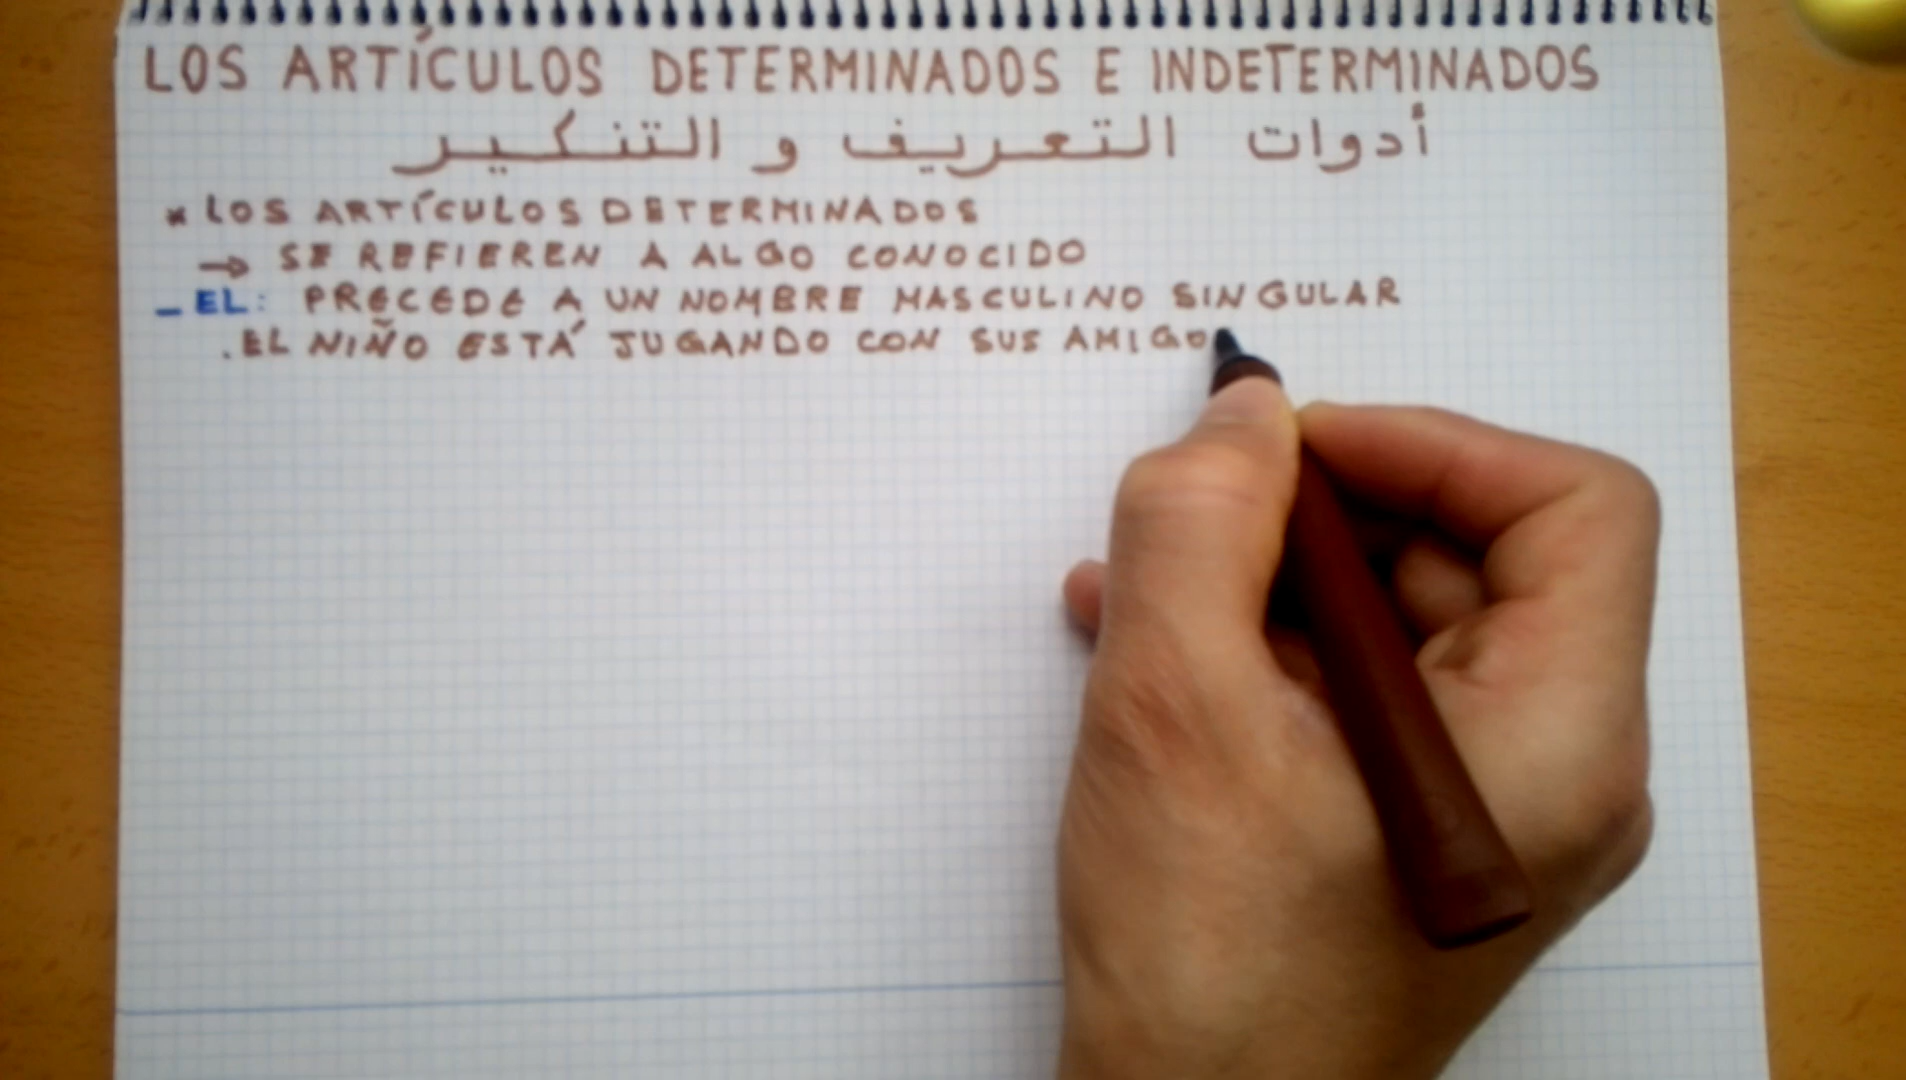 LOS ARTÍCULOS DETERMINADOS E INDETERMINADOS
أدوات التعريف و التنكير
* LOS ARTÍCULOS DETERMINADOS
→ SE REFIEREN A ALGO CONOCIDO
- EL: PRECEDE A UN NOMBRE MASCULINO SINGULAR
. EL NIÑO ESTÁ JUGANDO CON SUS AMIGO